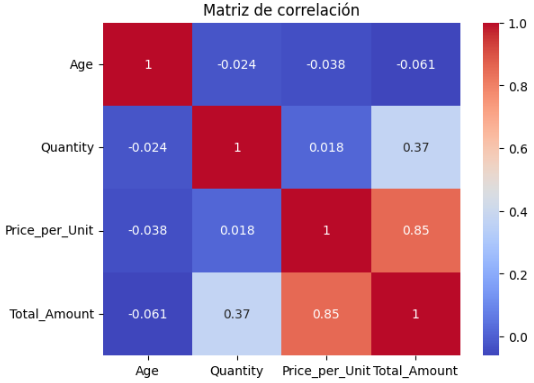 Matriz de correlación
Age 1 -0.024 -0.038 -0.061
Quantity -0.024 1 0.018 0.37
Price_per_Unit -0.038 0.018 1 0.85
Total_Amount -0.061 0.37 0.85 1
Age Quantity Price_per_Unit Total_Amount
1.0
0.8
0.6
0.4
0.2
0.0